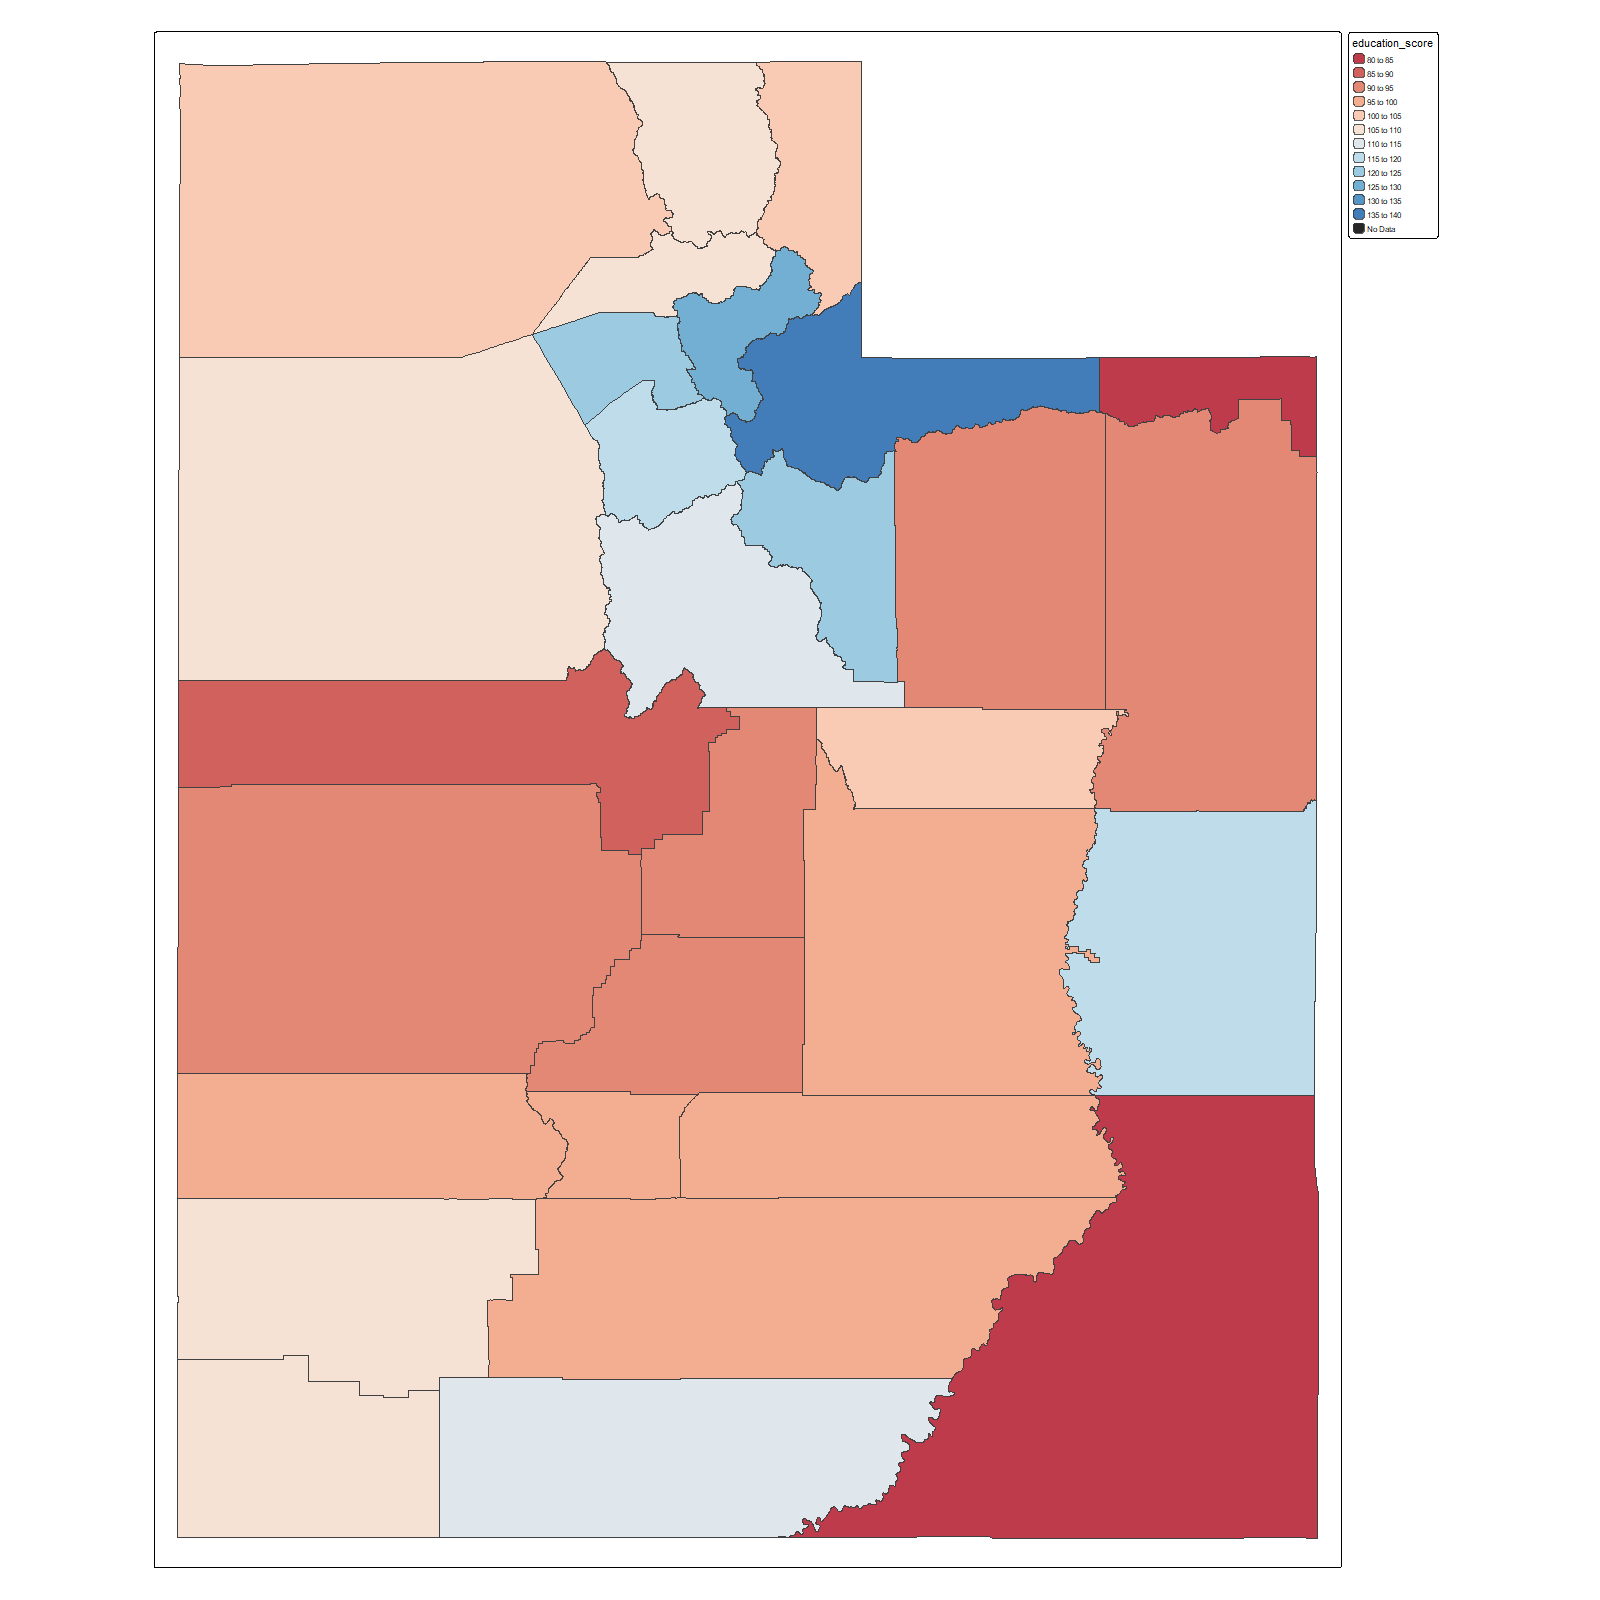 education_score
80 to 85
85 to 90
90 to 95
95 to 100
100 to 105
105 to 110
110 to 115
115 to 120
120 to 125
125 to 130
130 to 135
135 to 140
No Data